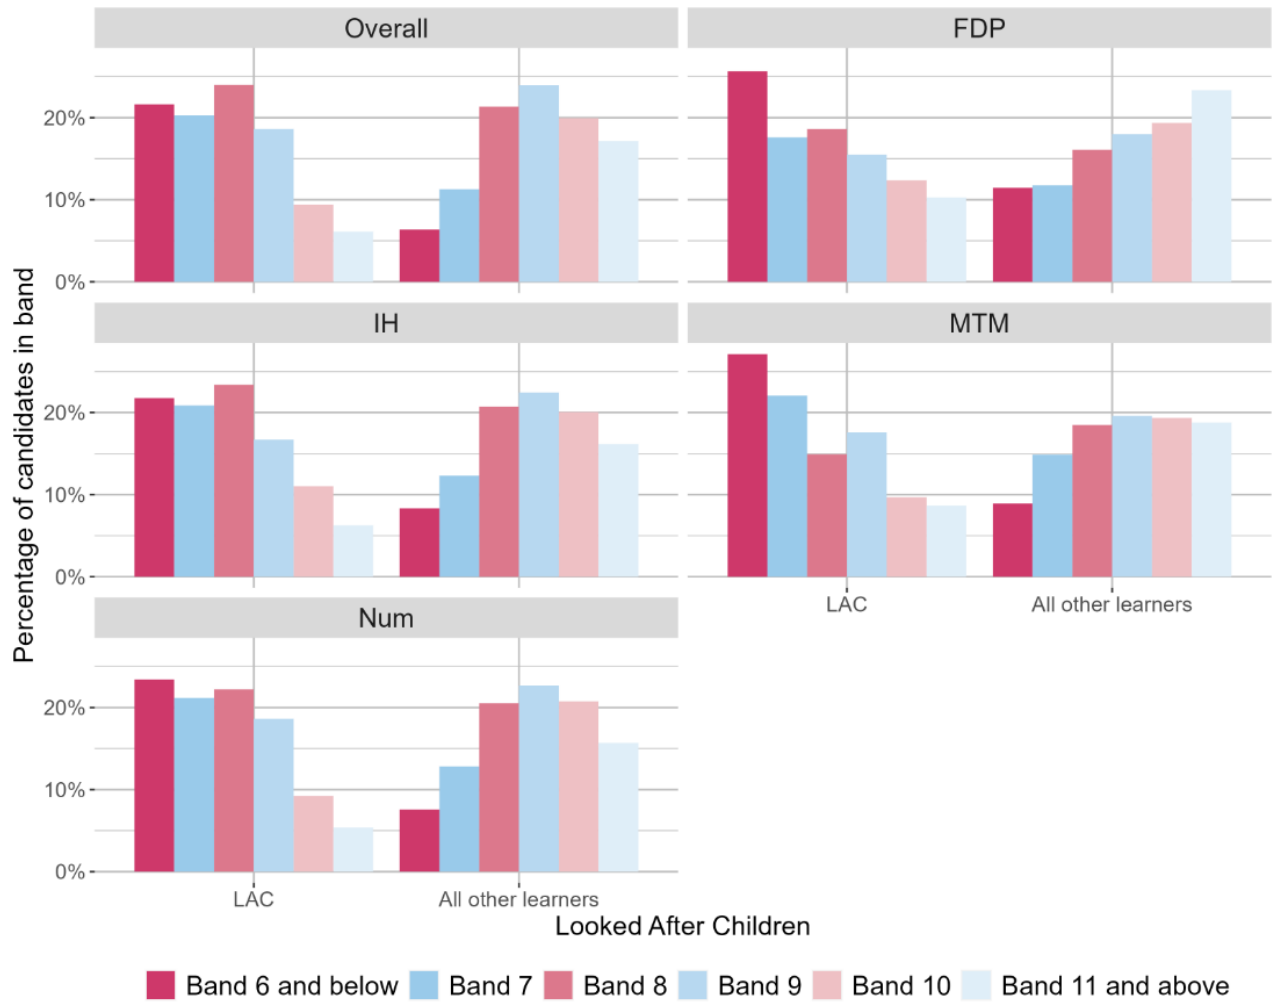 Overall
FDP
20%
10%
0%
IH
MTM
20%
10%
0%
LAC
All other learners
Num
20%
10%
0%
LAC
All other learners
Percentage of candidates in band
Looked After Children
Band 6 and below
Band 7
Band 8
Band 9
Band 10
Band 11 and above